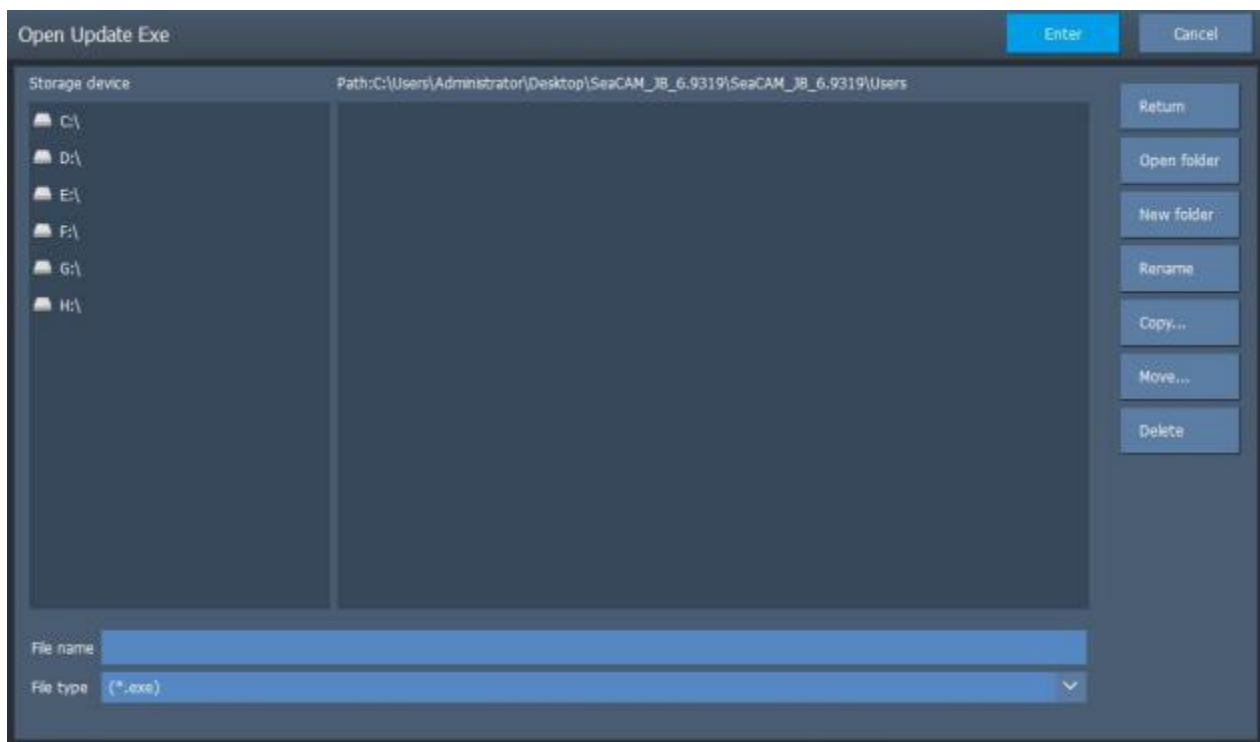 Open Update Exe
Enter
Cancel
Storage device
Path:C:\Users\Administrator\Desktop\SeaCAM_JB_6.9319\SeaCAM_JB_6.9319\Users
C:\
D:\
E:\
F:\
G:\
H:\
Return
Open folder
New folder
Rename
Copy...
Move...
Delete
File name
File type (*.exe)